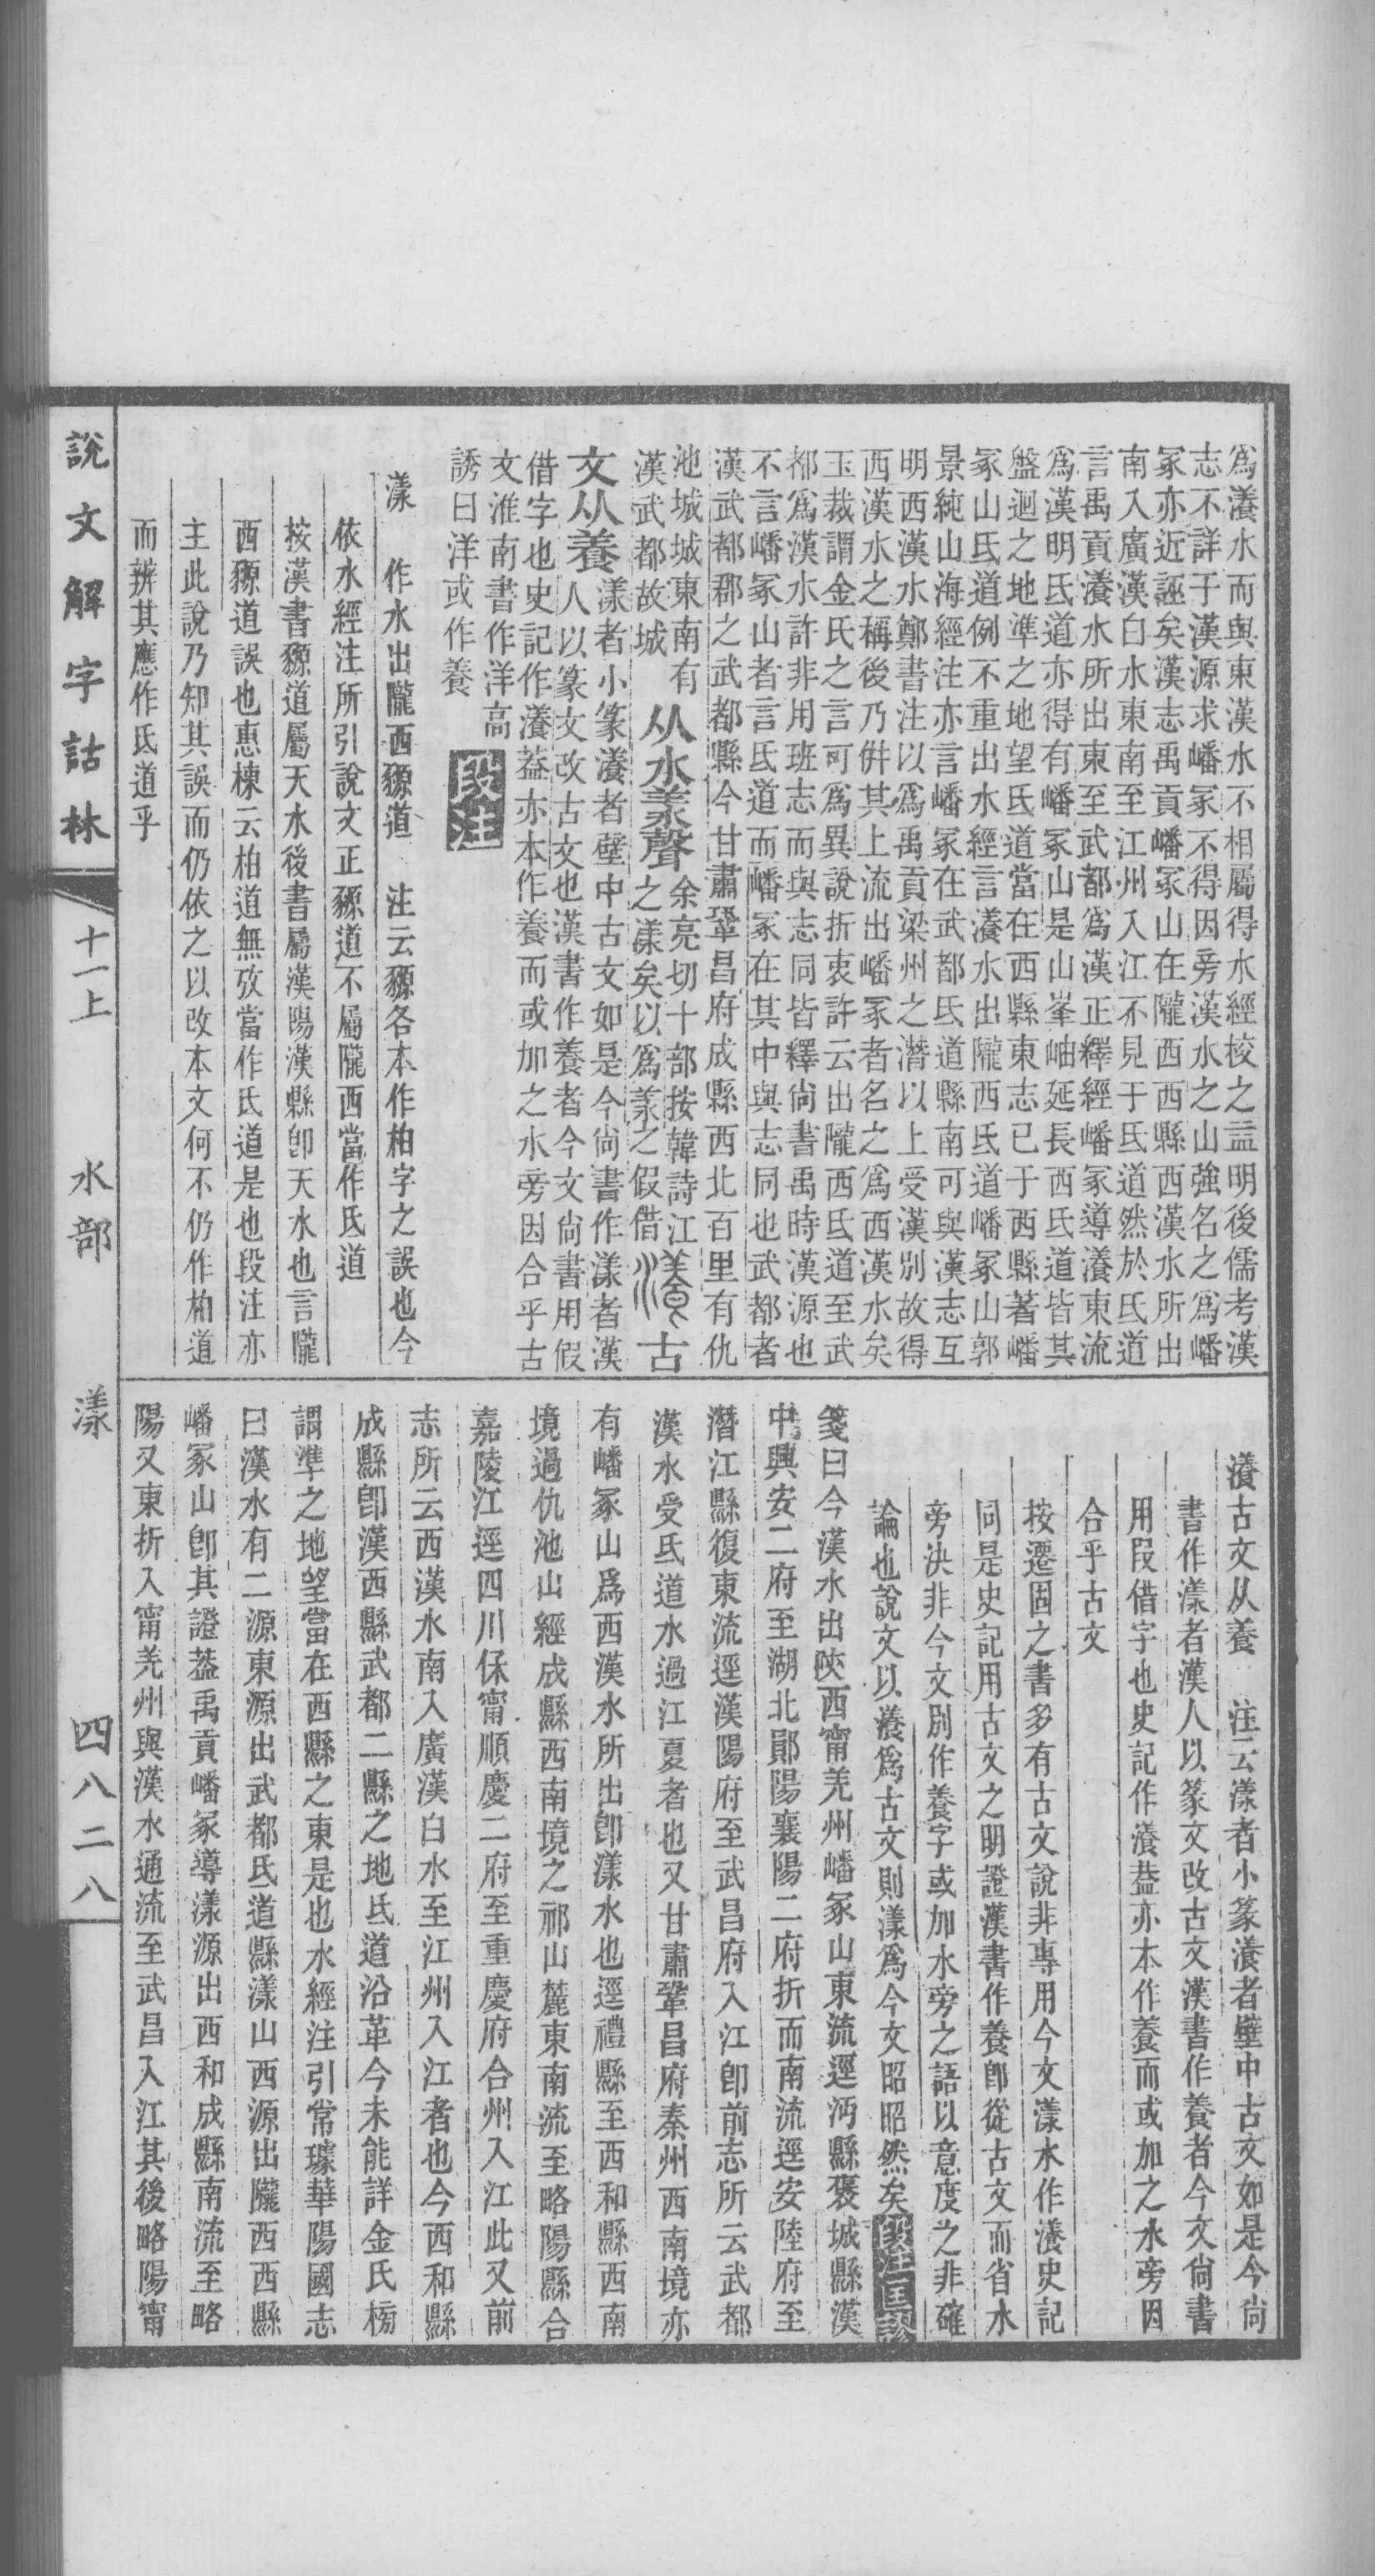 爲瀁水而與東漢水不相屬得水經校之益明後儒考漢
志不詳于漢源求嶓冢不得因㫄漢水之山強名之爲嶓
冢亦近誣矣漢志禹貢嶓冢山在隴西西縣西漢水所出
南入廣漢白水東南至江州入江不見于氐道然於氐道
言禹貢瀁水所出東至武都爲漢正釋經嶓冢導瀁東流
爲漢明氐道亦得有嶓冢山是山峯岫延長西氐道皆其
盤迴之地準之地望氐道當在西縣東志已于西縣著嶓
冢山氐道例不重出水經言瀁水出隴西氐道嶓冢山郭
景純山海經注亦言嶓冢在武都氐道縣南可與漢志互
明西漢水鄭書注以爲禹貢梁州之潛以上受漢別故得
西漢水之稱後乃倂其上流出嶓冢者名之爲西漢水矣
玉裁謂金氏之言可爲異說折衷許云出隴西氐道至武
都爲漢水許非用班志而與志同皆釋尙書禹時漢源也
不言嶓冢山者言氐道而嶓冢在其中與志同也武都者
漢武都郡之武都縣今甘肅鞏昌府成縣西北百里有仇
池城城東南有
漢武都故城
从水羕聲
余亮切十部按韓詩江
之漾矣以爲羕之假借
瀁古
文从養
漾者小篆瀁者壁中古文如是今尙書作漾者漢
人以篆文改古文也漢書作養者今文尙書用假
借字也史記作瀁葢亦本作養而或加之水旁因合乎古
文淮南書作洋高
誘曰洋或作養
段注
漾　作水出隴西豲道　注云豲各本作柏字之誤也今
依水經注所引說文正豲道不屬隴西當作氐道
按漢書豲道屬天水後書屬漢陽漢縣卽天水也言隴
西豲道誤也惠棟云柏道無攷當作氐道是也段注亦
主此說乃知其誤而仍依之以改本文何不仍作柏道
而辨其應作氐道乎
瀁古文从養　注云漾者小篆瀁者壁中古文如是今尙
書作漾者漢人以篆文改古文漢書作養者今文尙書
用叚借字也史記作瀁葢亦本作養而或加之水旁因
合乎古文
按遷固之書多有古文說非專用今文漾水作瀁史記
同是史記用古文之明證漢書作養卽從古文而省水
旁決非今文別作養字或加水旁之語以意度之非確
論也說文以瀁爲古文則漾爲今文昭昭然矣段注匡謬
箋曰今漢水出陜西甯羌州嶓冢山東流逕沔縣褒城縣漢
中興安二府至湖北鄖陽襄陽二府折而南流逕安陸府至
潛江縣復東流逕漢陽府至武昌府入江卽前志所云武都
漢水受氐道水過江夏者也又甘肅鞏昌府秦州西南境亦
有嶓冢山爲西漢水所出卽漾水也逕禮縣至西和縣西南
境過仇池山經成縣西南境之祁山麓東南流至略陽縣合
嘉陵江逕四川保甯順慶二府至重慶府合州入江此又前
志所云西漢水南入廣漢白水至江州入江者也今西和縣
成縣卽漢西縣武都二縣之地氐道沿革今未能詳金氏榜
謂準之地望當在西縣之東是也水經注引常璩華陽國志
曰漢水有二源東源出武都氐道縣漾山西源出隴西西縣
嶓冢山卽其證葢禹貢嶓冢導漾源出西和成縣南流至略
陽又東折入甯羌州與漢水通流至武昌入江其後略陽甯
說文解字詁林
十一上
水部
漾
四八二八